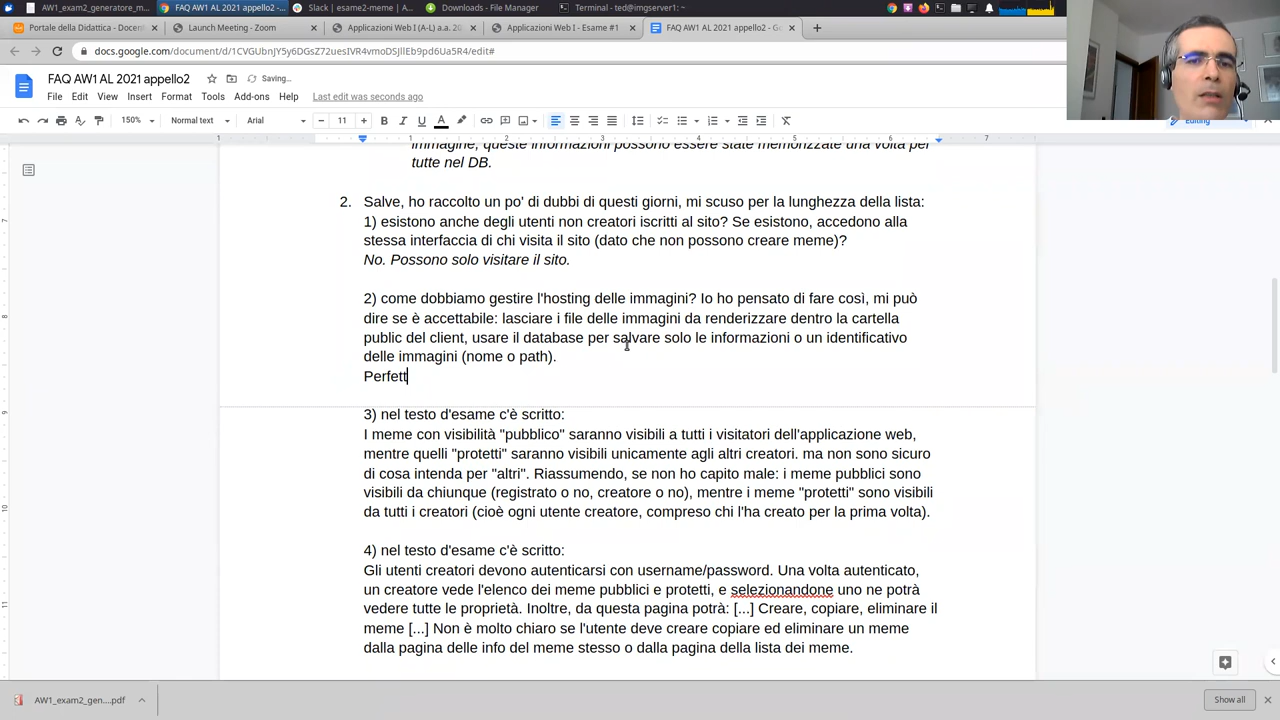 AW1_exam2_generatore_m...
FAQ AW1 AL 2021 appello2 -...
Slack | esame2-meme | A...
Downloads - File Manager
Terminal - ted@imgserver1: ~
Portale della Didattica - Docen...
Launch Meeting - Zoom
Applicazioni Web I (A-L) a.a. 20
Applicazioni Web I - Esame #1
FAQ AW1 AL 2021 appello2 - Go
docs.google.com/document/d/1CVGUbnJY5y6DGsZ72uesIVR4vmoDSJllEb9pd6Ua5R4/edit#
FAQ AW1 AL 2021 appello2
Saving...
File Edit View Insert Format Tools Add-ons Help Last edit was seconds ago
150% Normal text Arial 11 Editing
1 1 2 3 4 5 6 7
immagine, queste informazioni possono essere state memorizzate una volta per
tutte nel DB.
2. Salve, ho raccolto un po' di dubbi di questi giorni, mi scuso per la lunghezza della lista:
1) esistono anche degli utenti non creatori iscritti al sito? Se esistono, accedono alla
stessa interfaccia di chi visita il sito (dato che non possono creare meme)?
No. Possono solo visitare il sito.
2) come dobbiamo gestire l'hosting delle immagini? Io ho pensato di fare così, mi può
dire se è accettabile: lasciare i file delle immagini da renderizzare dentro la cartella
public del client, usare il database per salvare solo le informazioni o un identificativo
delle immagini (nome o path).
Perfett
3) nel testo d'esame c'è scritto:
I meme con visibilità "pubblico" saranno visibili a tutti i visitatori dell'applicazione web,
mentre quelli "protetti" saranno visibili unicamente agli altri creatori. ma non sono sicuro
di cosa intenda per "altri". Riassumendo, se non ho capito male: i meme pubblici sono
visibili da chiunque (registrato o no, creatore o no), mentre i meme "protetti" sono visibili
da tutti i creatori (cioè ogni utente creatore, compreso chi l'ha creato per la prima volta).
4) nel testo d'esame c'è scritto:
Gli utenti creatori devono autenticarsi con username/password. Una volta autenticato,
un creatore vede l'elenco dei meme pubblici e protetti, e selezionandone uno ne potrà
vedere tutte le proprietà. Inoltre, da questa pagina potrà: [...] Creare, copiare, eliminare il
meme [...] Non è molto chiaro se l'utente deve creare copiare ed eliminare un meme
dalla pagina delle info del meme stesso o dalla pagina della lista dei meme.
7
8
9
10
11
AW1_exam2_gen....pdf
Show all